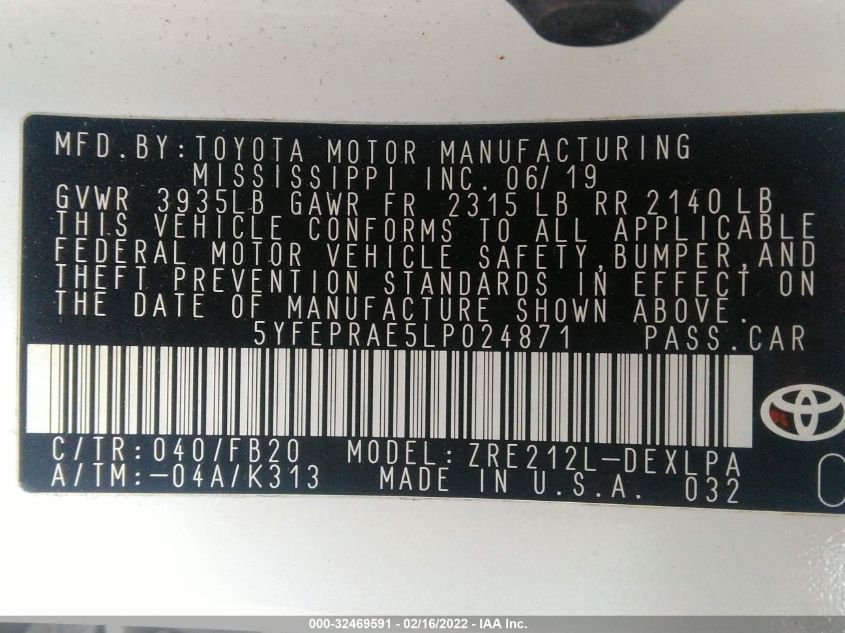 MFD.BY:TOYOTA MOTOR MANUFACTURING
MISSISSIPPI INC. 06/19
GVWR 3935LB GAWR FR 2315 LB RR 2140 LB
THIS VEHICLE CONFORMS TO ALL APPLICABLE
FEDERAL MOTOR VEHICLE SAFETY,BUMPER,AND
THEFT PREVENTION STANDARDS IN EFFECT ON
THE DATE OF MANUFACTURE SHOWN ABOVE.
5YFEPRAE5LP024871 PASS.CAR
C/TR:040/FB20 MODEL:ZRE212L-DEXLPA
A/TM:-04A/K313 MADE IN U.S.A. 032
000-32469591 - 02/16/2022 - IAA Inc.